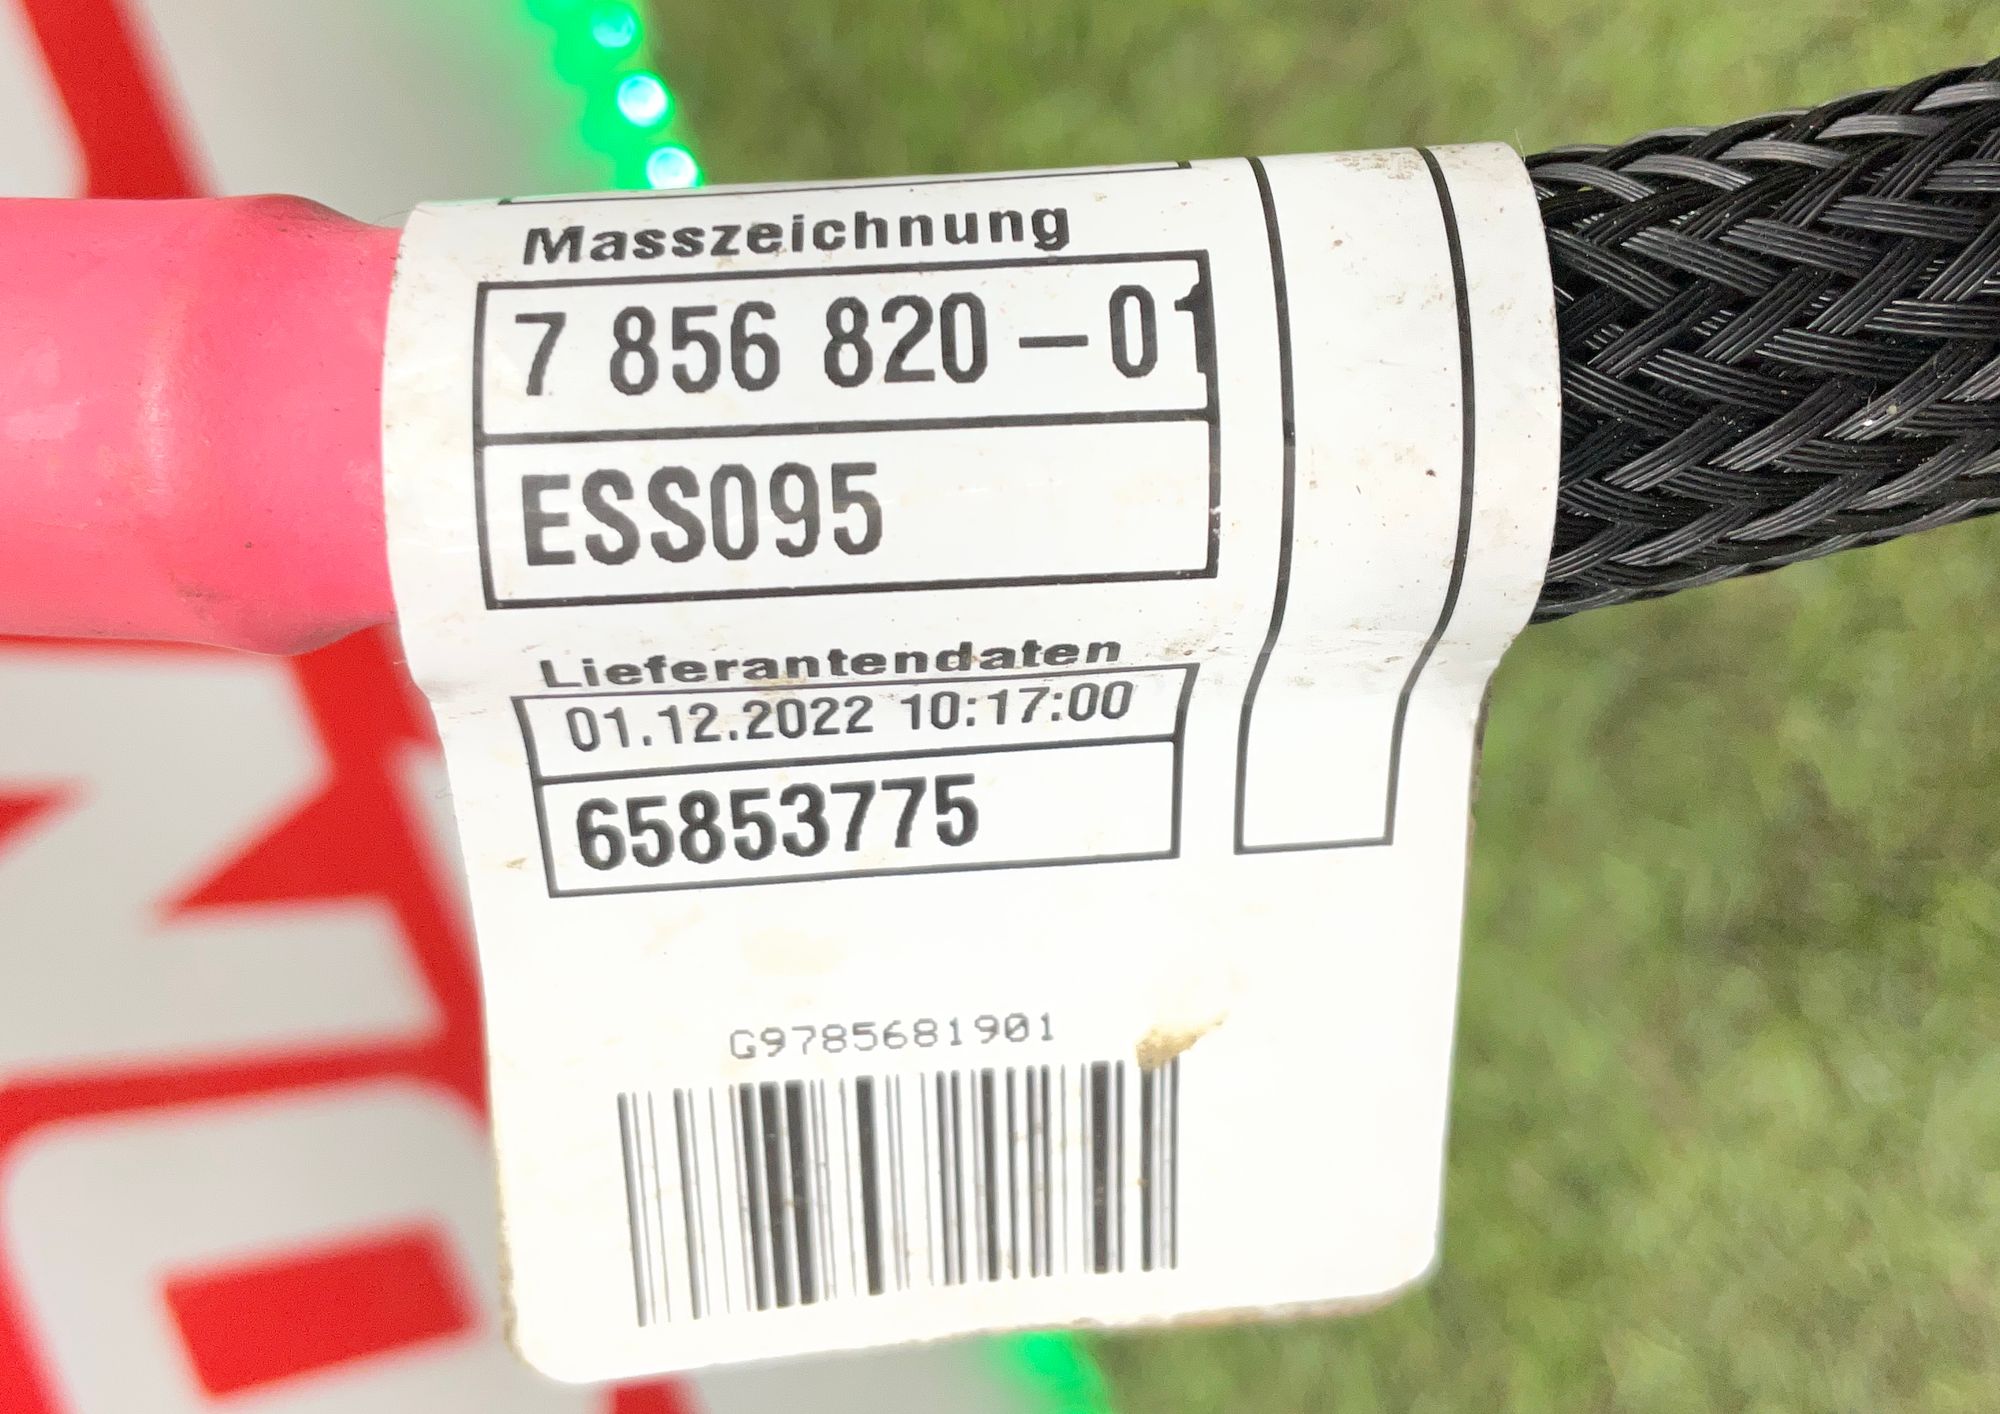 Masszeichnung
7 856 820-01
ESS095
Lieferantendaten
01.12.2022 10:17:00
65853775
G9785681901